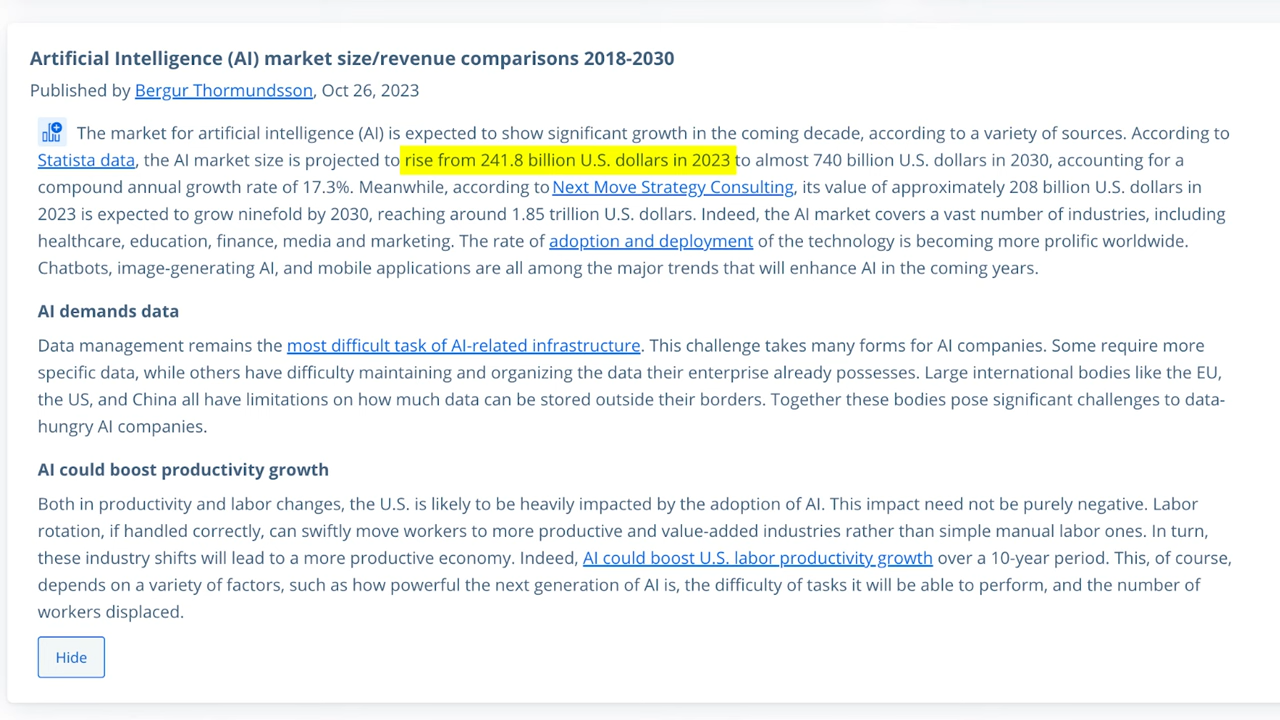 Artificial Intelligence (AI) market size/revenue comparisons 2018-2030
Published by Bergur Thormundsson, Oct 26, 2023
The market for artificial intelligence (AI) is expected to show significant growth in the coming decade, according to a variety of sources. According to
Statista data, the AI market size is projected to rise from 241.8 billion U.S. dollars in 2023 to almost 740 billion U.S. dollars in 2030, accounting for a
compound annual growth rate of 17.3%. Meanwhile, according to Next Move Strategy Consulting, its value of approximately 208 billion U.S. dollars in
2023 is expected to grow ninefold by 2030, reaching around 1.85 trillion U.S. dollars. Indeed, the AI market covers a vast number of industries, including
healthcare, education, finance, media and marketing. The rate of adoption and deployment of the technology is becoming more prolific worldwide.
Chatbots, image-generating AI, and mobile applications are all among the major trends that will enhance AI in the coming years.
AI demands data
Data management remains the most difficult task of AI-related infrastructure. This challenge takes many forms for AI companies. Some require more
specific data, while others have difficulty maintaining and organizing the data their enterprise already possesses. Large international bodies like the EU,
the US, and China all have limitations on how much data can be stored outside their borders. Together these bodies pose significant challenges to data-
hungry AI companies.
AI could boost productivity growth
Both in productivity and labor changes, the U.S. is likely to be heavily impacted by the adoption of AI. This impact need not be purely negative. Labor
rotation, if handled correctly, can swiftly move workers to more productive and value-added industries rather than simple manual labor ones. In turn,
these industry shifts will lead to a more productive economy. Indeed, AI could boost U.S. labor productivity growth over a 10-year period. This, of course,
depends on a variety of factors, such as how powerful the next generation of AI is, the difficulty of tasks it will be able to perform, and the number of
workers displaced.
Hide